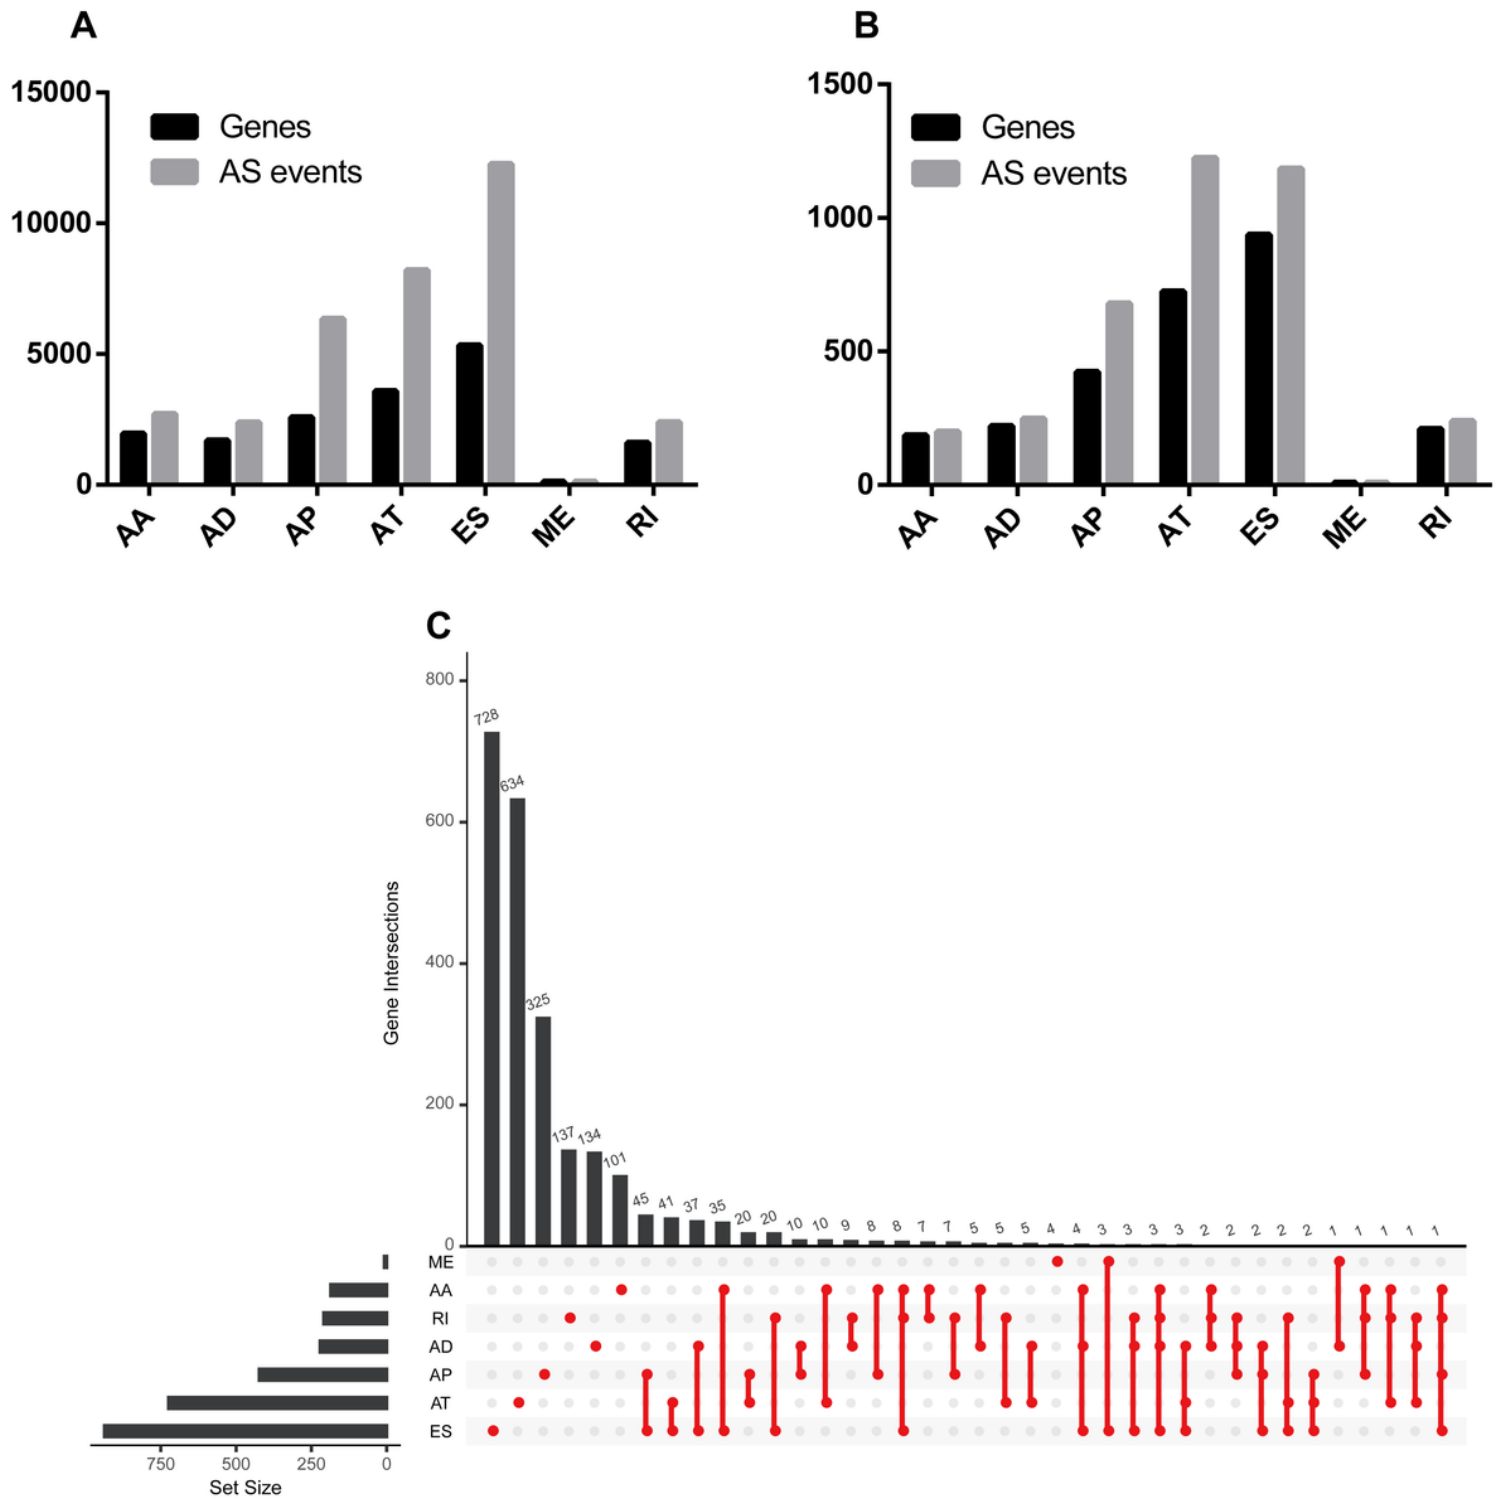 A
15000
10000
5000
0
Genes
AS events
AA AD AP AT ES ME RI
B
1500
1000
500
0
Genes
AS events
AA AD AP AT ES ME RI
C
800
600
400
200
0
Gene Intersections
728 634 325 137 134 101 45 41 37 35 20 20 10 10 9 8 8 7 7 5 5 5 4 4 3 3 3 3 2 2 2 2 2 1 1 1 1 1
ME
AA
RI
AD
AP
AT
ES
750 500 250 0
Set Size